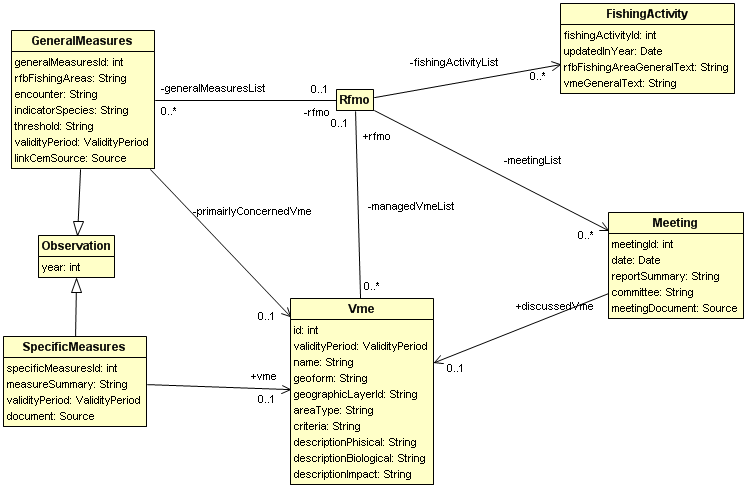 GeneralMeasures
generalMeasuresId: int
rfbFishingAreas: String
encounter: String
indicatorSpecies: String
threshold: String
validityPeriod: ValidityPeriod
linkCemSource: Source
-generalMeasuresList
0..*
0..1
-rfmo
Rfmo
0..1
+rfmo
-fishingActivityList
0..*
FishingActivity
fishingActivityId: int
updatedInYear: Date
rfbFishingAreaGeneralText: String
vmeGeneralText: String
-meetingList
0..*
-primairlyConcernedVme
0..1
-managedVmeList
0..*
Observation
year: int
Meeting
meetingId: int
date: Date
reportSummary: String
committee: String
meetingDocument: Source
+discussedVme
0..1
SpecificMeasures
specificMeasuresId: int
measureSummary: String
validityPeriod: ValidityPeriod
document: Source
+vme
0..1
Vme
id: int
validityPeriod: ValidityPeriod
name: String
geoform: String
geographicLayerId: String
areaType: String
criteria: String
descriptionPhisical: String
descriptionBiological: String
descriptionImpact: String